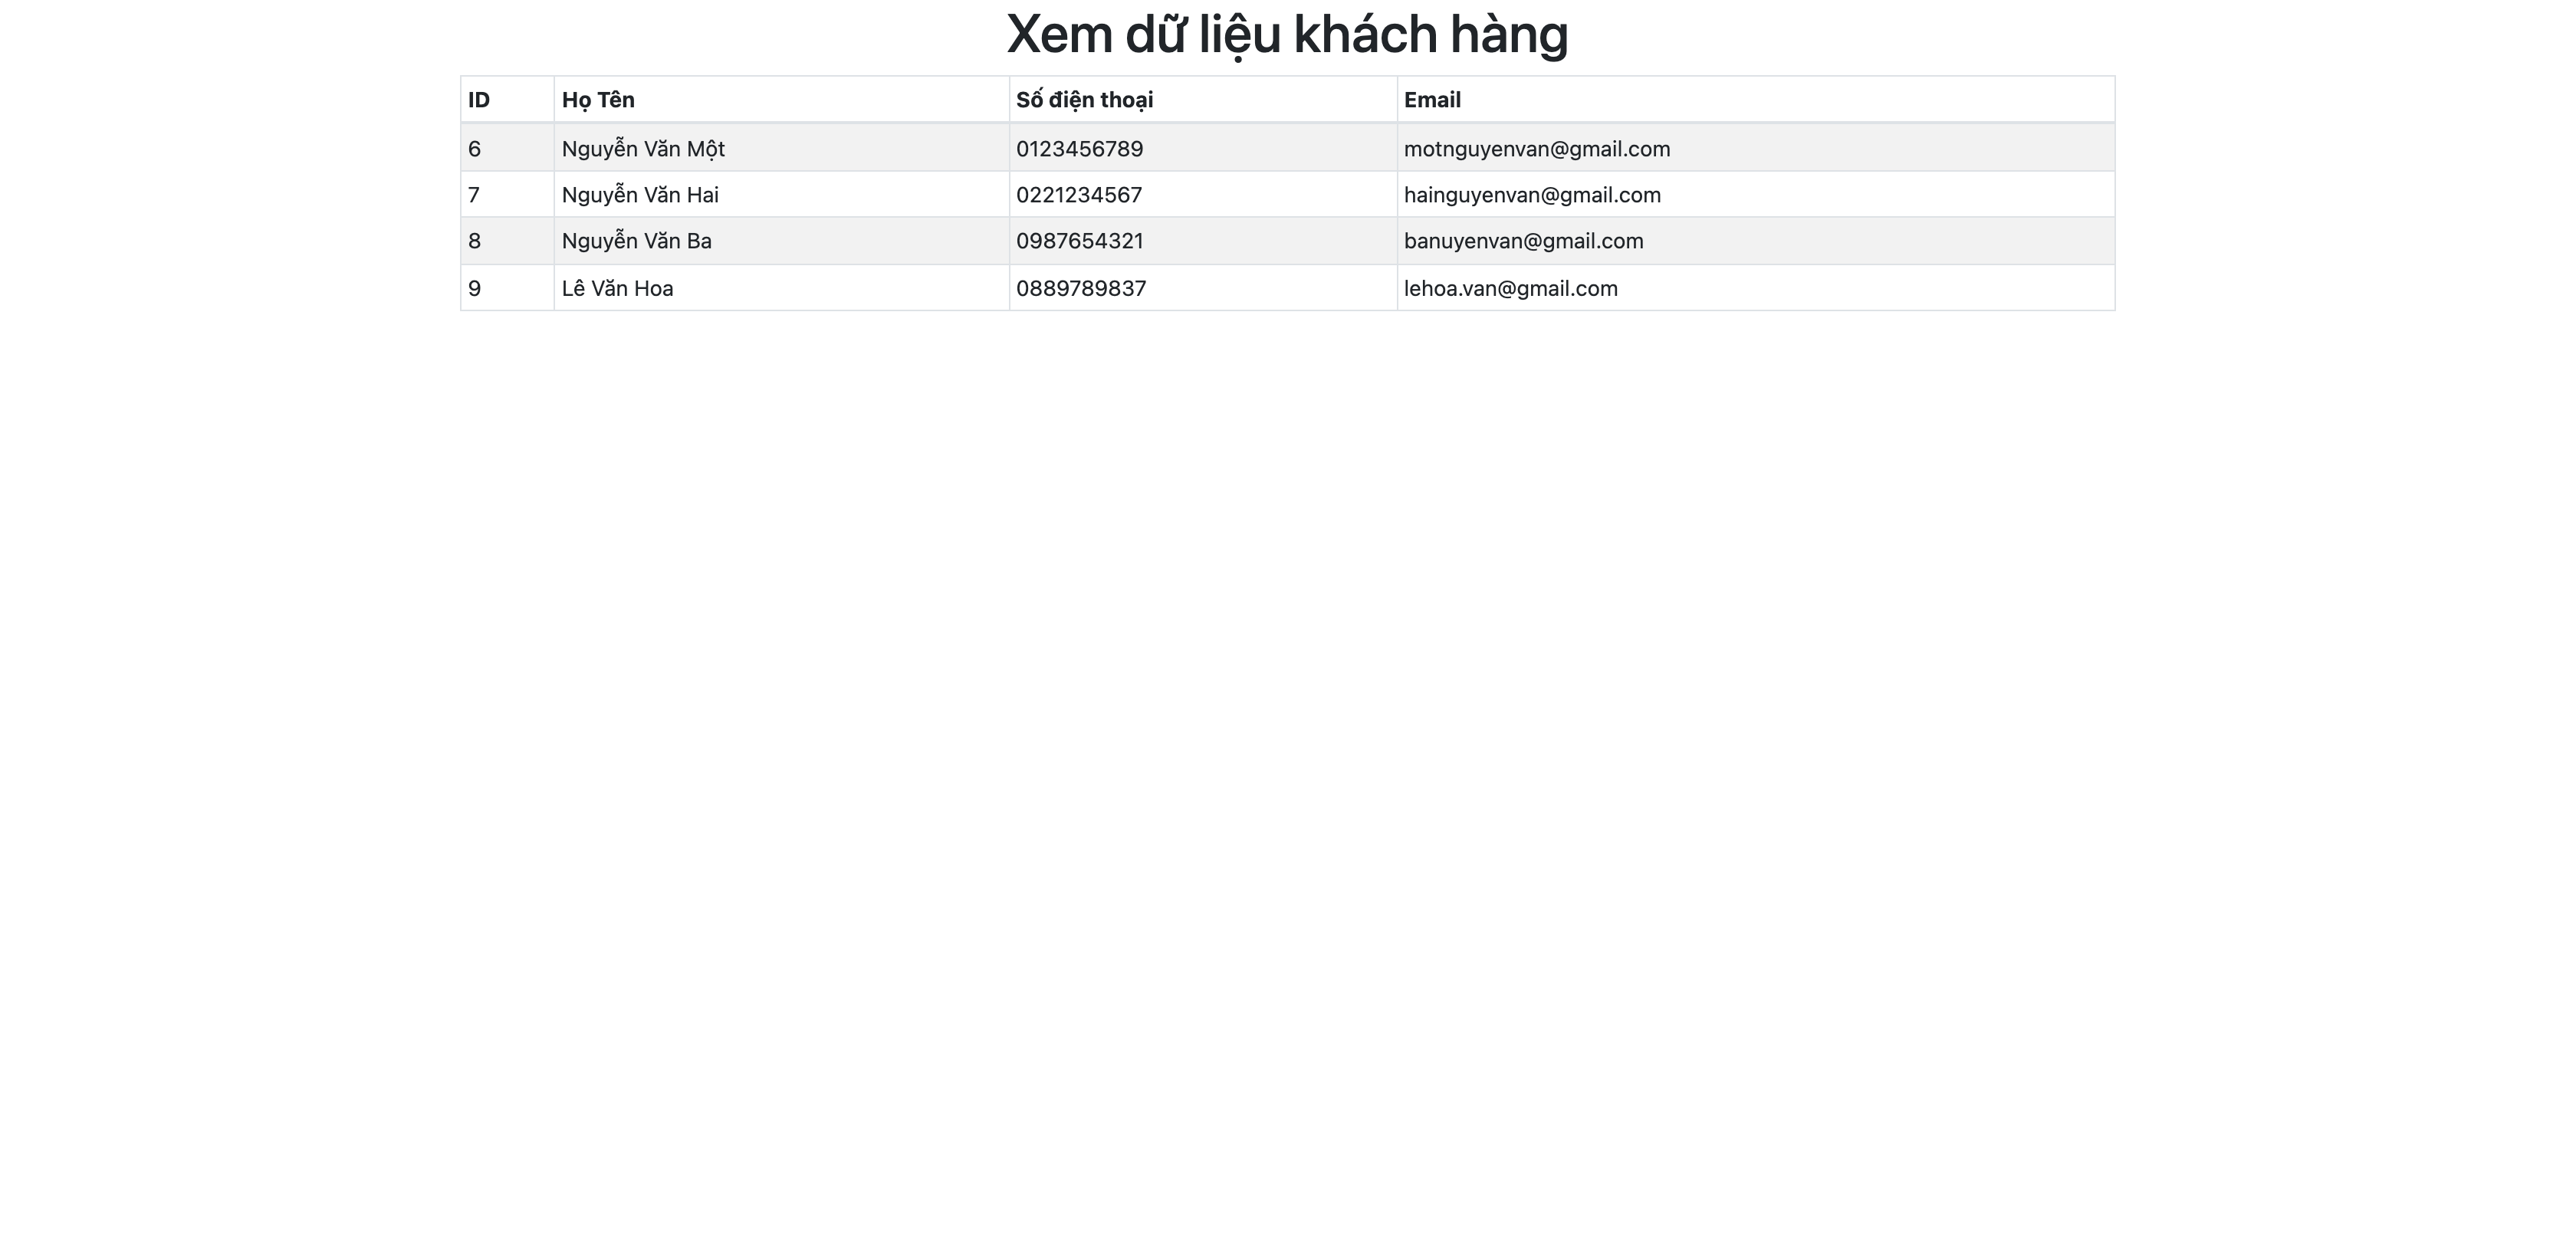 Xem dữ liệu khách hàng
ID Họ Tên Số điện thoại Email
6 Nguyễn Văn Một 0123456789 motnguyenvan@gmail.com
7 Nguyễn Văn Hai 0221234567 hainguyenvan@gmail.com
8 Nguyễn Văn Ba 0987654321 banuyenvan@gmail.com
9 Lê Văn Hoa 0889789837 lehoa.van@gmail.com